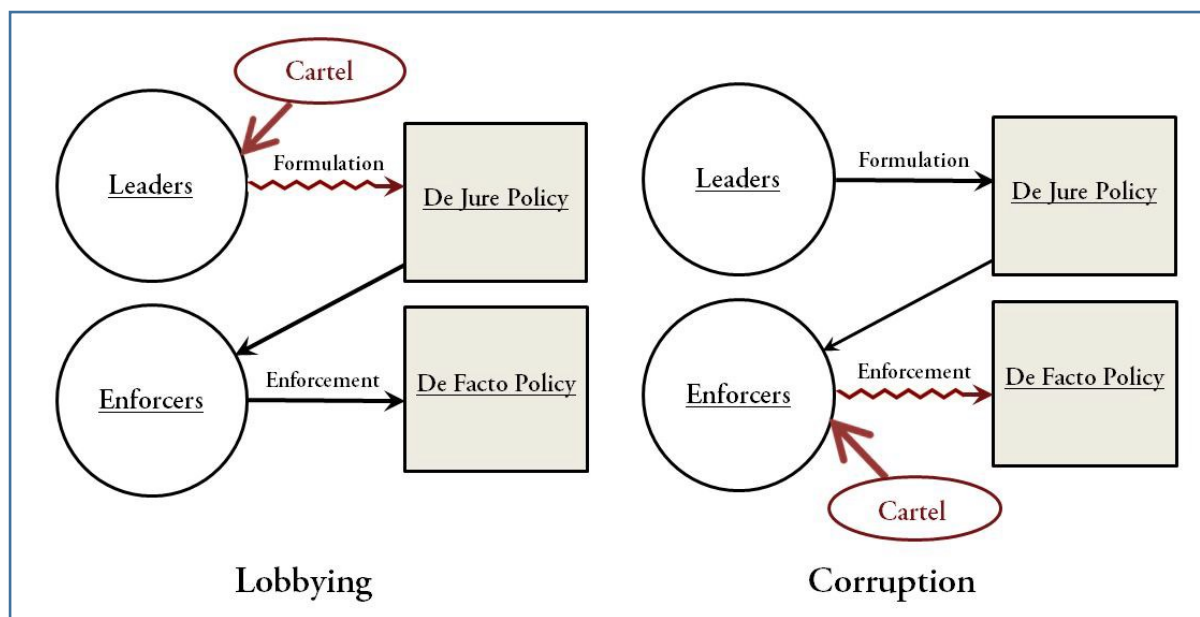 Cartel
Formulation
Leaders
De Jure Policy
Enforcement
Enforcers
De Facto Policy
Lobbying
Formulation
Leaders
De Jure Policy
Enforcement
Enforcers
De Facto Policy
Cartel
Corruption